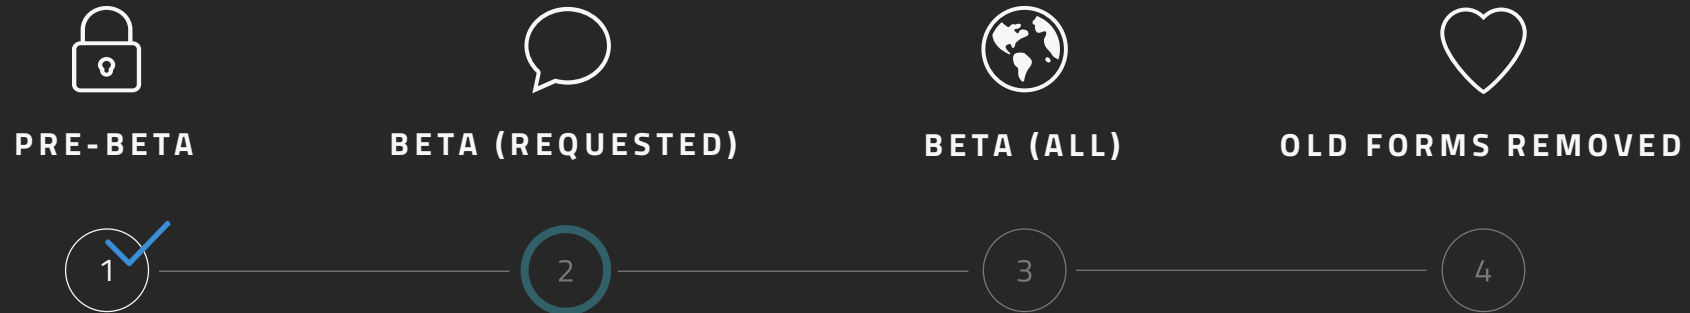 PRE-BETA
BETA (REQUESTED)
BETA (ALL)
OLD FORMS REMOVED
1
2
3
4